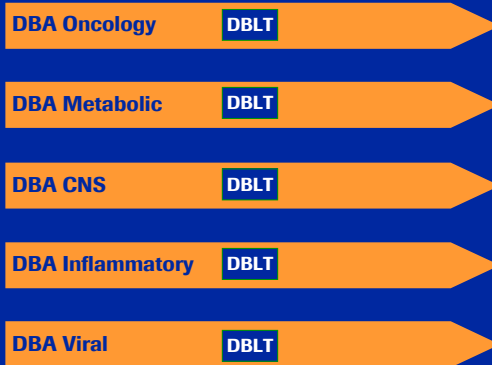 DBA Oncology DBLT
DBA Metabolic DBLT
DBA CNS DBLT
DBA Inflammatory DBLT
DBA Viral DBLT